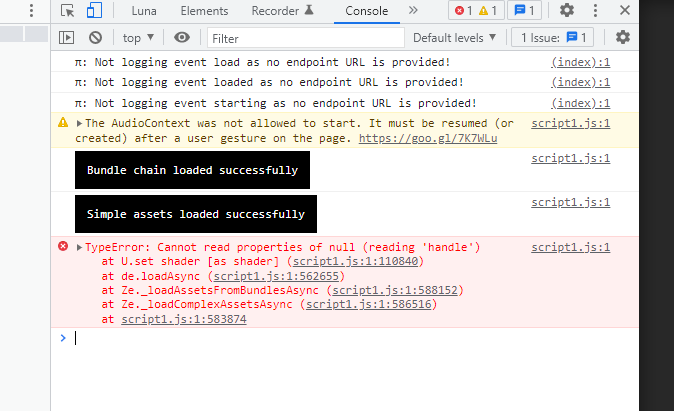 Luna Elements Recorder Console » 1 1 1
top Filter Default levels 1 Issue: 1
π: Not logging event load as no endpoint URL is provided! (index):1
π: Not logging event loaded as no endpoint URL is provided! (index):1
π: Not logging event starting as no endpoint URL is provided! (index):1
The AudioContext was not allowed to start. It must be resumed (or script1.js:1
created) after a user gesture on the page. https://goo.gl/7K7WLu
Bundle chain loaded successfully script1.js:1
Simple assets loaded successfully script1.js:1
TypeError: Cannot read properties of null (reading 'handle') script1.js:1
at U.set shader [as shader] (script1.js:1:110840)
at de.loadAsync (script1.js:1:562655)
at Ze._loadAssetsFromBundlesAsync (script1.js:1:588152)
at Ze._loadComplexAssetsAsync (script1.js:1:586516)
at script1.js:1:583874